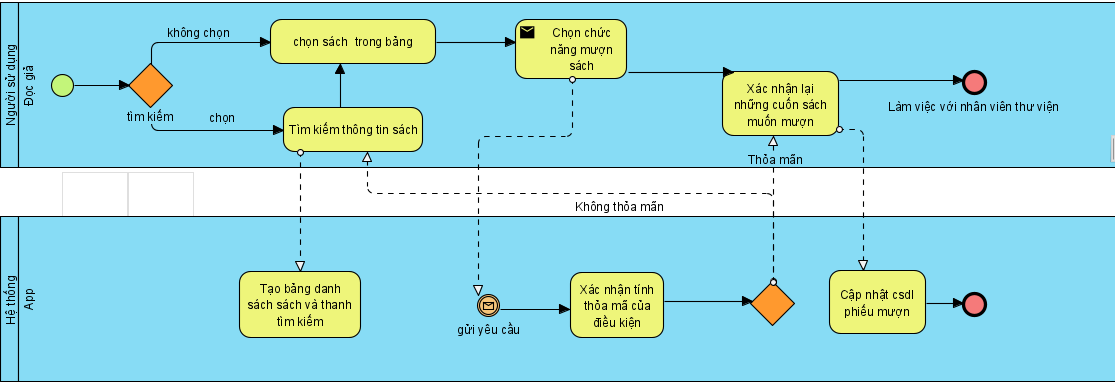 Người sử dụng
Đọc giả
không chọn
tìm kiếm
chọn
chọn sách trong bảng
Tìm kiếm thông tin sách
Chọn chức
năng mượn
sách
Xác nhận lại
những cuốn sách
muốn mượn
Làm việc với nhân viên thư viện
Thỏa mãn
Không thỏa mãn
Hệ thống
App
Tạo bảng danh
sách sách và thanh
tìm kiếm
gửi yêu cầu
Xác nhận tính
thỏa mã của
điều kiện
Cập nhật csdl
phiếu mượn